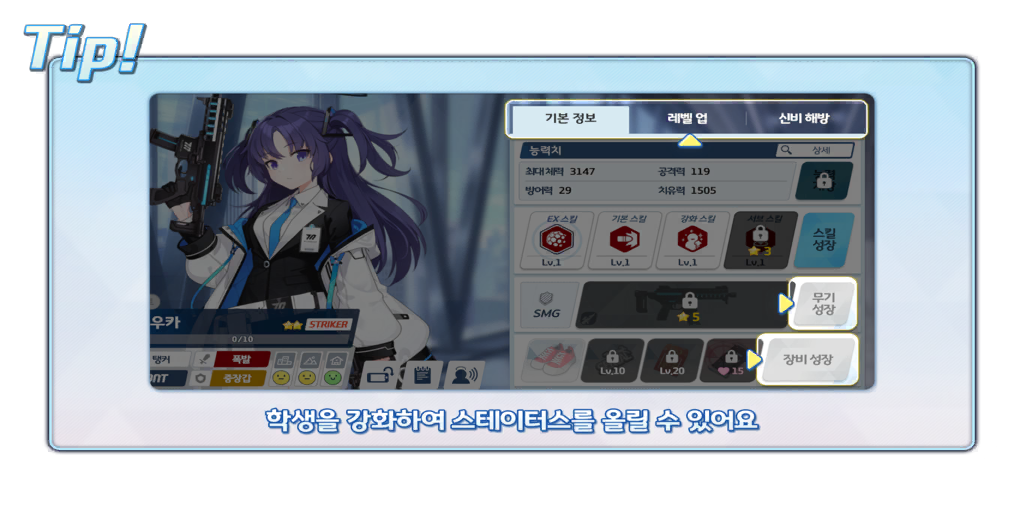 Tip!
기본 정보
레벨 업
신비 해방
능력치
상세
최대 체력 3147
공격력 119
방어력 29
치유력 1505
EX 스킬
기본 스킬
강화 스킬
서브 스킬
Lv.1
Lv.1
Lv.1
★3
Lv.1
스킬
성장
SMG
★5
무기
성장
우카
STRIKER
0/10
탱커
폭발
NT
중장갑
Lv.10
Lv.20
15
장비 성장
학생을 강화하여 스테이터스를 올릴 수 있어요